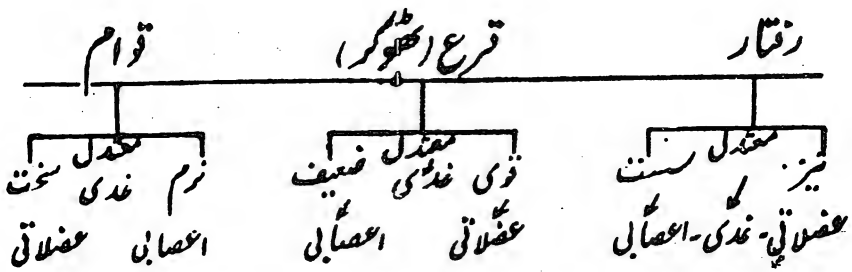 رفتار قرع (ٹھوکر) قوام
تیز معتدل سست قوی معتدل ضعیف نرم معتدل سخت
عضلاتی - غدی - اعصابی عضلاتی غدی اعصابی اعصابی غدی عضلاتی